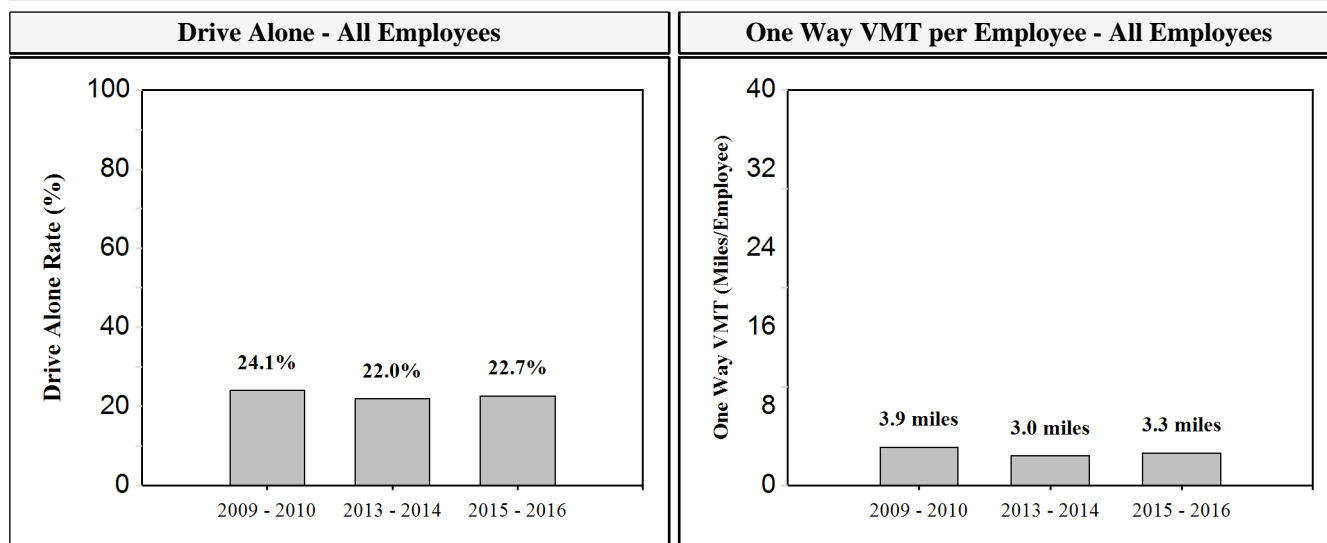 Drive Alone - All Employees
One Way VMT per Employee - All Employees
Drive Alone Rate (%)
100
80
60
40
20
0
24.1%
22.0%
22.7%
2009 - 2010
2013 - 2014
2015 - 2016
One Way VMT (Miles/Employee)
40
32
24
16
8
0
3.9 miles
3.0 miles
3.3 miles
2009 - 2010
2013 - 2014
2015 - 2016